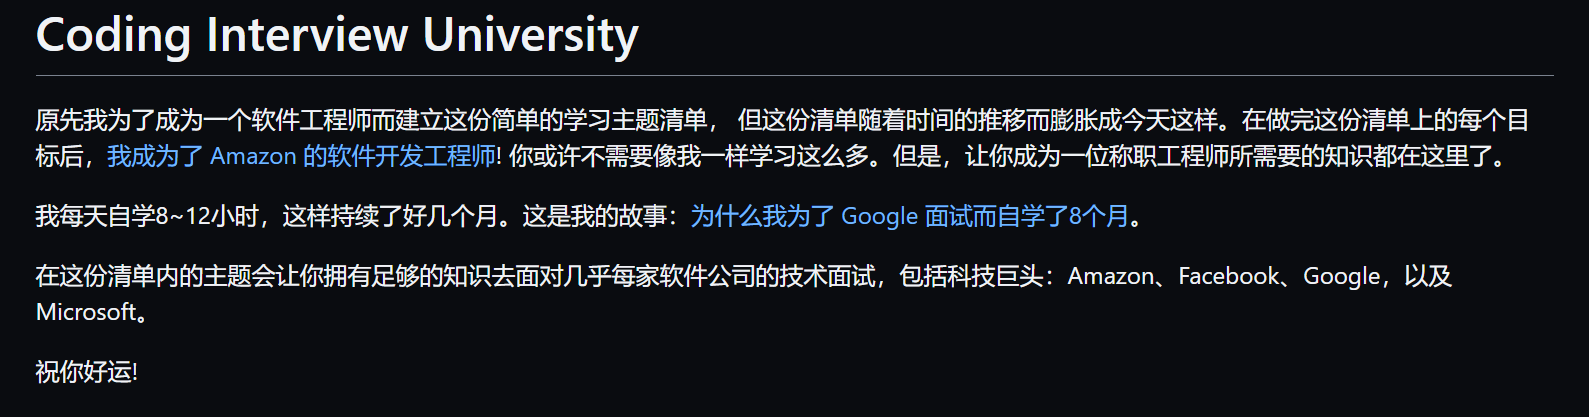 Coding Interview University
原先我为了成为一个软件工程师而建立这份简单的学习主题清单， 但这份清单随着时间的推移而膨胀成今天这样。在做完这份清单上的每个目
标后，我成为了 Amazon 的软件开发工程师! 你或许不需要像我一样学习这么多。但是，让你成为一位称职工程师所需要的知识都在这里了。
我每天自学8~12小时，这样持续了好几个月。这是我的故事：为什么我为了 Google 面试而自学了8个月。
在这份清单内的主题会让你拥有足够的知识去面对几乎每家软件公司的技术面试，包括科技巨头：Amazon、Facebook、Google，以及
Microsoft。
祝你好运!